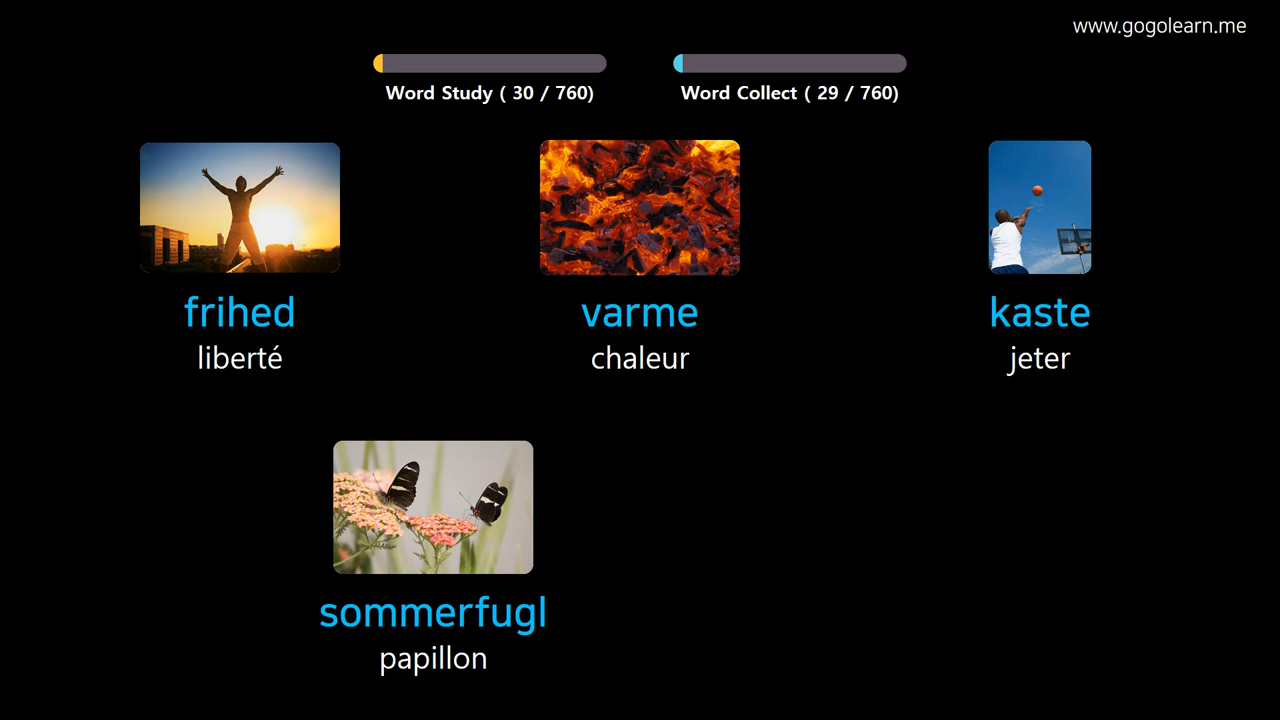 www.gogolearn.me
Word Study ( 30 / 760)
Word Collect ( 29 / 760)
frihed
liberté
varme
chaleur
kaste
jeter
sommerfugl
papillon